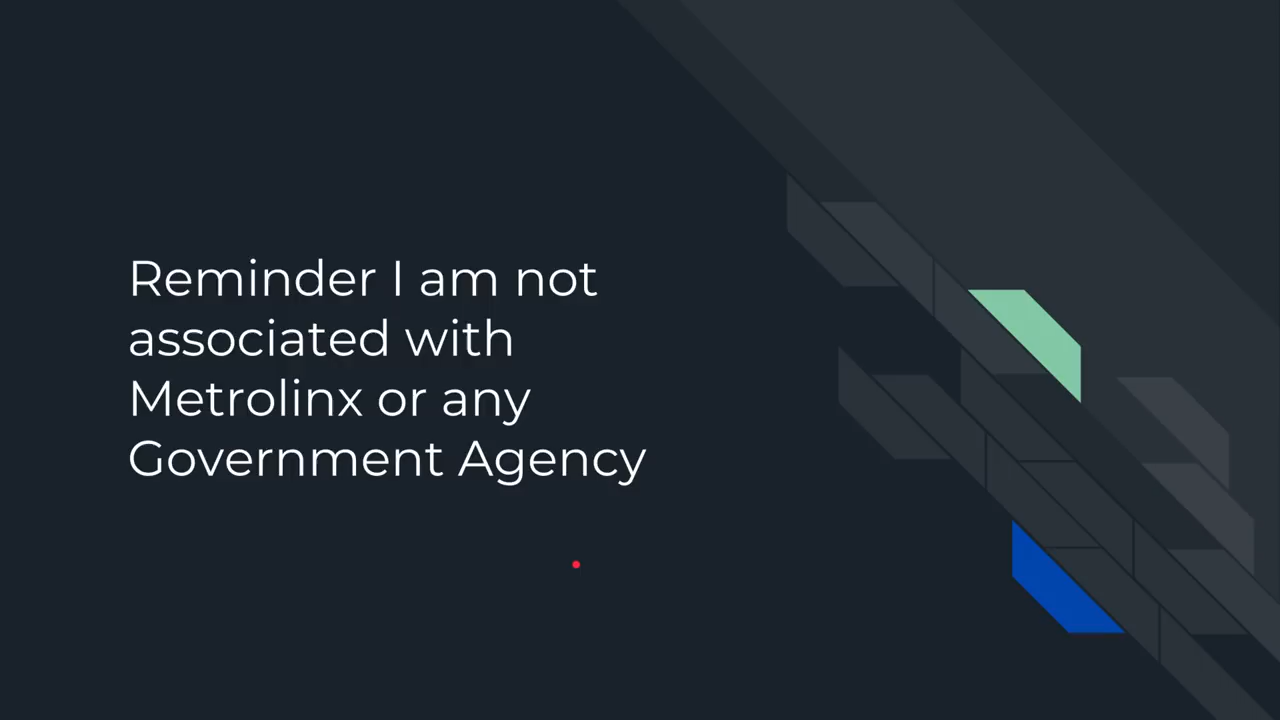 Reminder I am not
associated with
Metrolinx or any
Government Agency